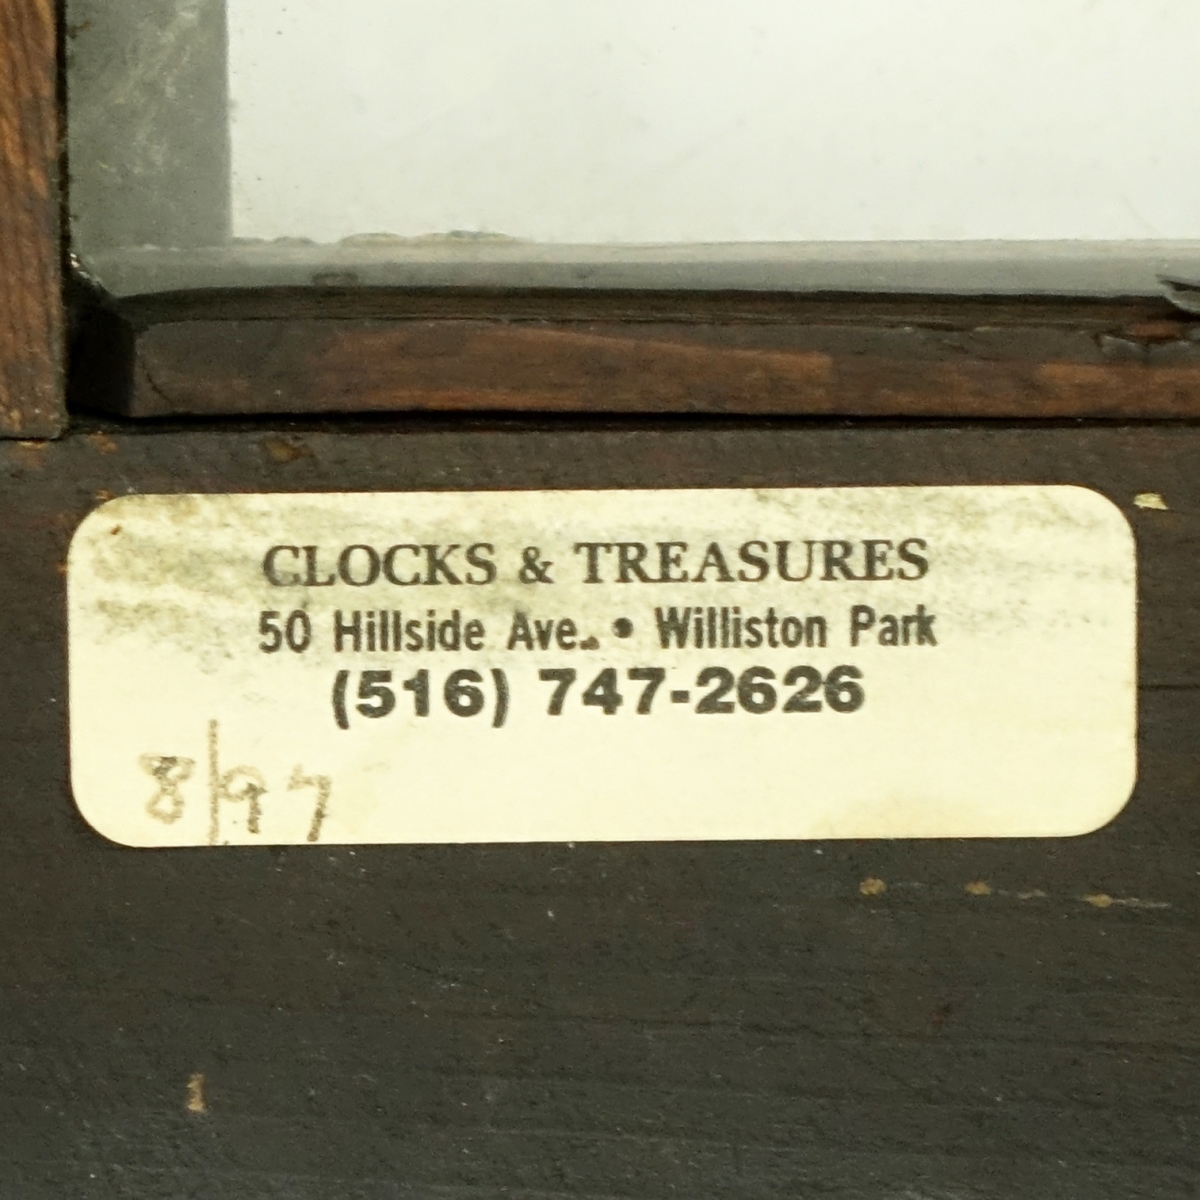 CLOCKS & TREASURES
50 Hillside Ave. • Williston Park
(516) 747-2626
8/97